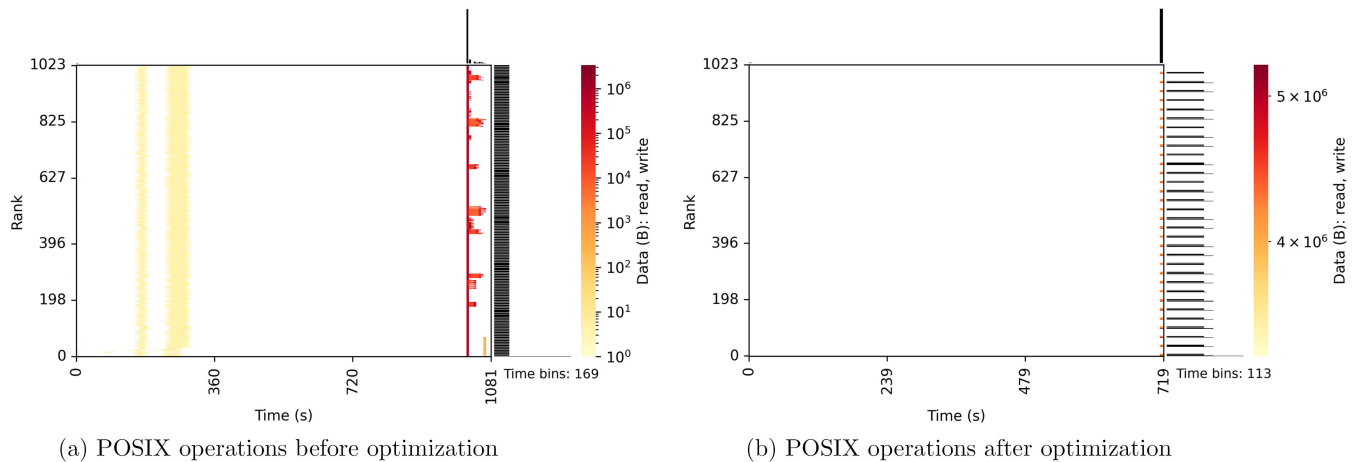 1023
825
627
396
198
0
Rank
0
360
720
1081
Time (s)
Time bins: 169
10^6
10^5
10^4
10^3
10^2
10^1
10^0
Data (B): read, write
(a) POSIX operations before optimization
1023
825
627
396
198
0
Rank
0
239
479
719
Time (s)
Time bins: 113
5 × 10^6
4 × 10^6
Data (B): read, write
(b) POSIX operations after optimization